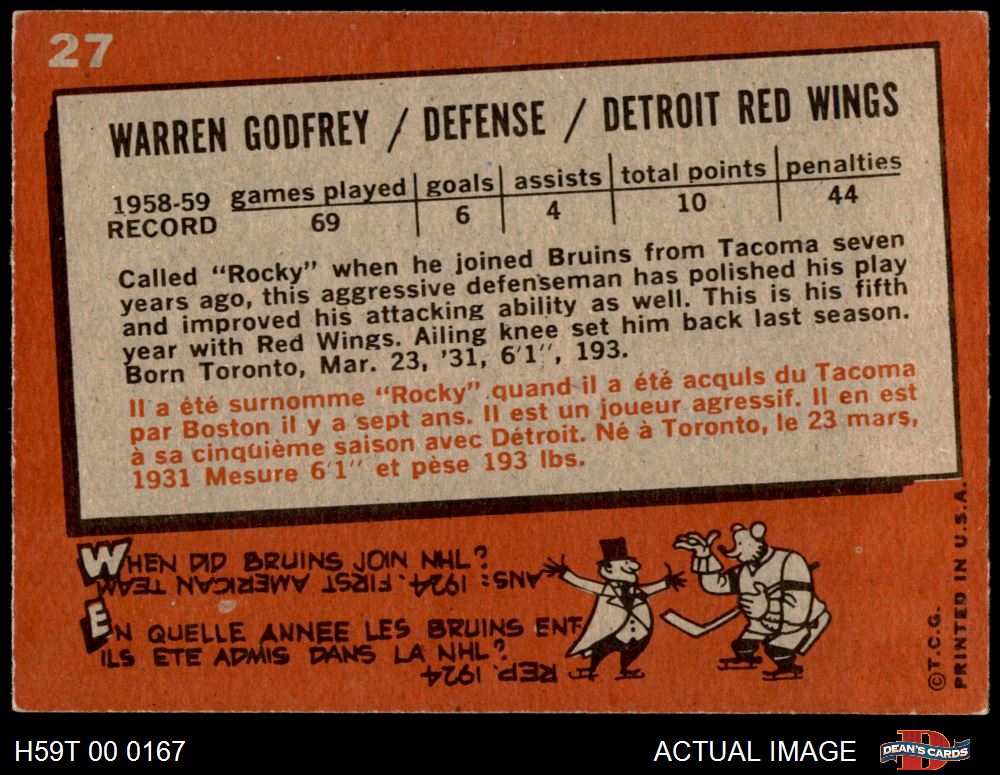 27
WARREN GODFREY / DEFENSE / DETROIT RED WINGS
1958-59 games played goals assists total points penalties
RECORD 69 6 4 10 44
Called "Rocky" when he joined Bruins from Tacoma seven
years ago, this aggressive defenseman has polished his play
and improved his attacking ability as well. This is his fifth
year with Red Wings. Ailing knee set him back last season.
Born Toronto, Mar. 23, '31, 6'1", 193.
Il a été surnomme "Rocky" quand il a été acquis du Tacoma
par Boston il y a sept ans. Il est un joueur agressif. Il en est
à sa cinquième saison avec Détroit. Né à Toronto, le 23 mars,
1931 Mesure 6'1" et pèse 193 lbs.
WHEN DID BRUINS JOIN NHL?
ANS: 1924. FIRST AMERICAN TEAM
EN QUELLE ANNEE LES BRUINS ENT
ILS ETE ADMIS DANS LA NHL?
REP. 1924
©T.C.G. PRINTED IN U.S.A.
H59T 00 0167
ACTUAL IMAGE
DEAN'S CARDS